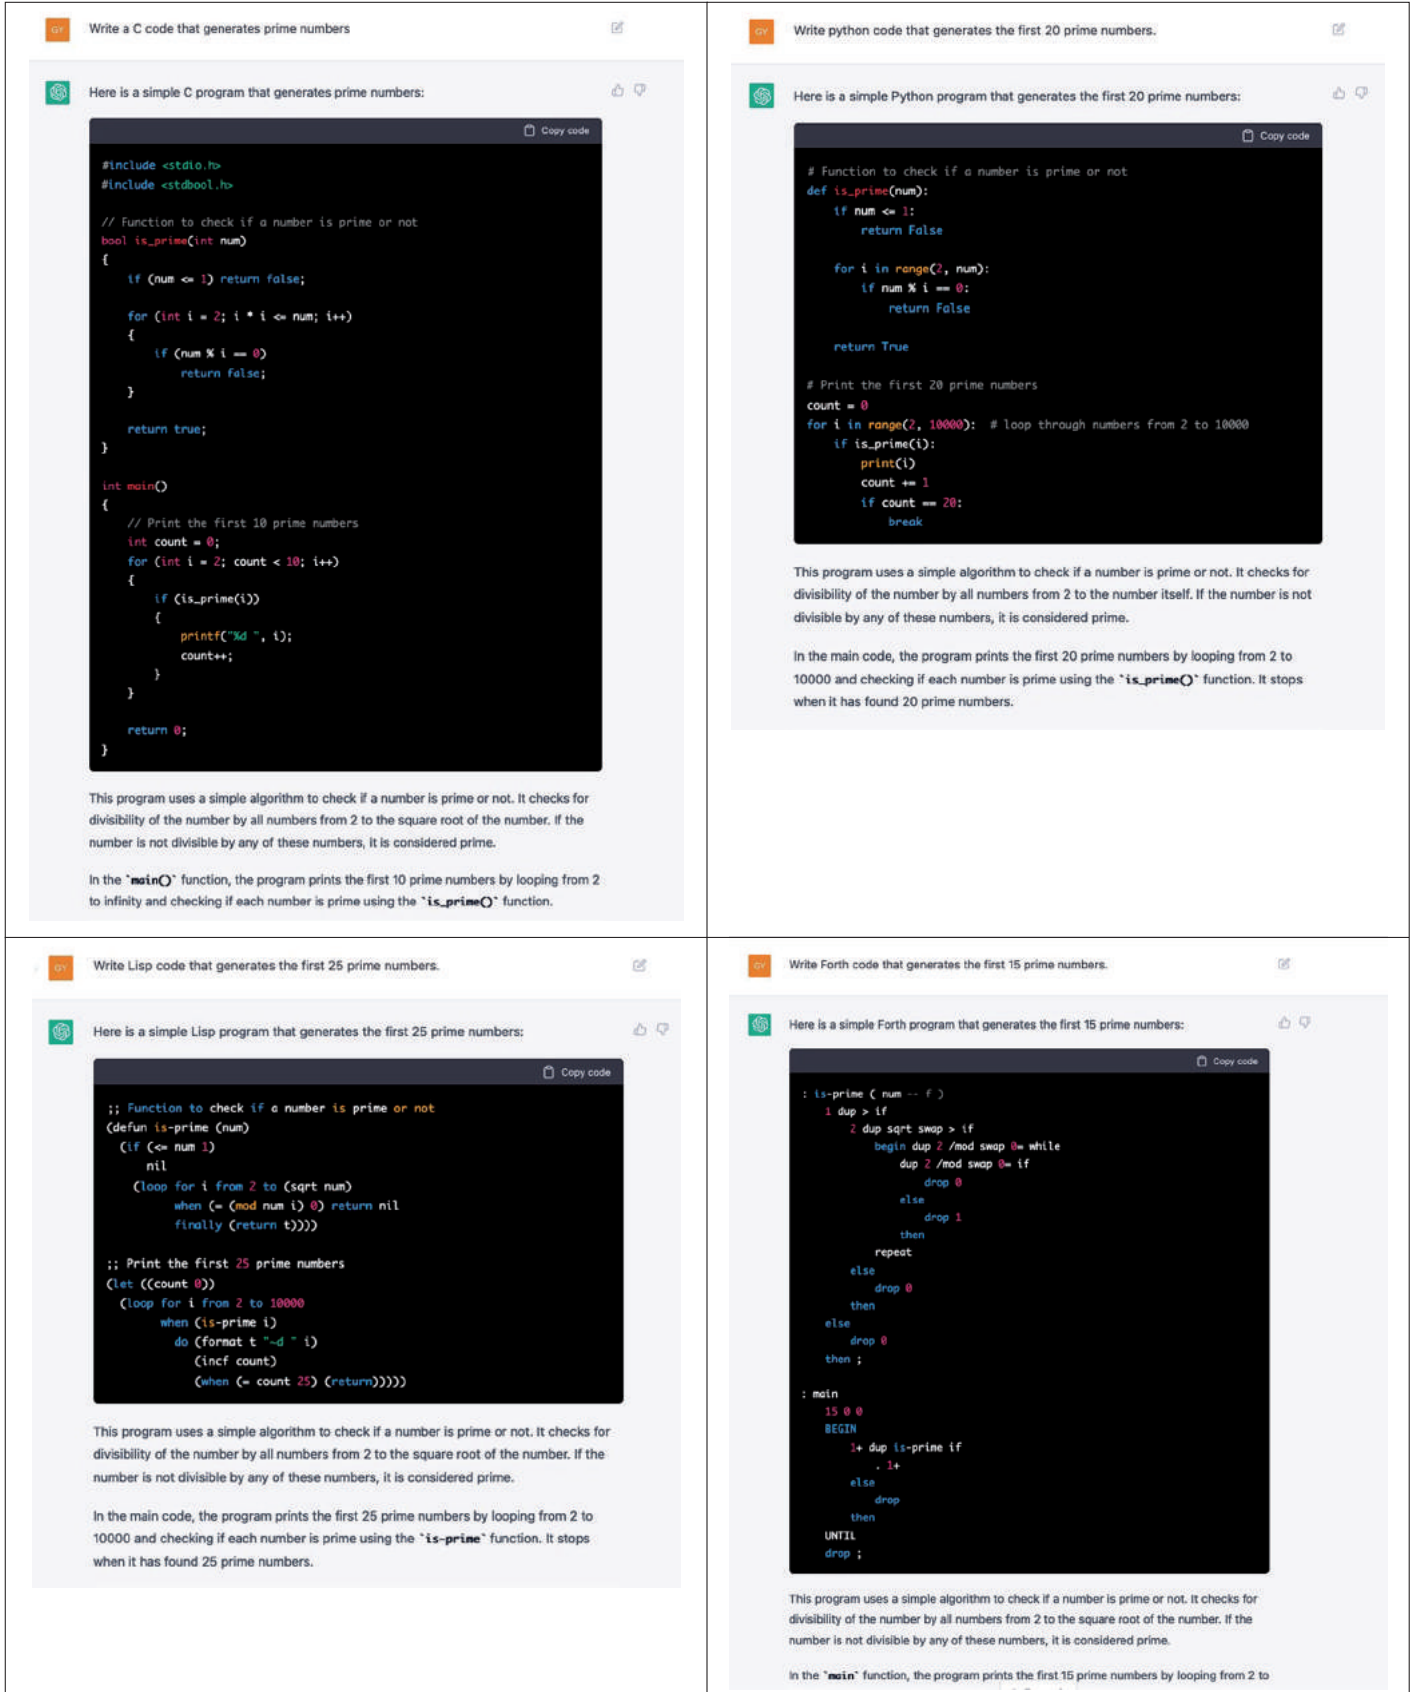 GY Write a C code that generates prime numbers
Here is a simple C program that generates prime numbers:
Copy code
#include <stdio.h>
#include <stdbool.h>
// Function to check if a number is prime or not
bool is_prime(int num)
{
    if (num <= 1) return false;
    for (int i = 2; i * i <= num; i++)
    {
        if (num % i == 0)
            return false;
    }
    return true;
}
int main()
{
    // Print the first 10 prime numbers
    int count = 0;
    for (int i = 2; count < 10; i++)
    {
        if (is_prime(i))
        {
            printf("%d ", i);
            count++;
        }
    }
    return 0;
}
This program uses a simple algorithm to check if a number is prime or not. It checks for
divisibility of the number by all numbers from 2 to the square root of the number. If the
number is not divisible by any of these numbers, it is considered prime.
In the `main()` function, the program prints the first 10 prime numbers by looping from 2
to infinity and checking if each number is prime using the `is_prime()` function.
GY Write python code that generates the first 20 prime numbers.
Here is a simple Python program that generates the first 20 prime numbers:
Copy code
# Function to check if a number is prime or not
def is_prime(num):
    if num <= 1:
        return False
    for i in range(2, num):
        if num % i == 0:
            return False
    return True
# Print the first 20 prime numbers
count = 0
for i in range(2, 10000):  # loop through numbers from 2 to 10000
    if is_prime(i):
        print(i)
        count += 1
        if count == 20:
            break
This program uses a simple algorithm to check if a number is prime or not. It checks for
divisibility of the number by all numbers from 2 to the number itself. If the number is not
divisible by any of these numbers, it is considered prime.
In the main code, the program prints the first 20 prime numbers by looping from 2 to
10000 and checking if each number is prime using the `is_prime()` function. It stops
when it has found 20 prime numbers.
GY Write Lisp code that generates the first 25 prime numbers.
Here is a simple Lisp program that generates the first 25 prime numbers:
Copy code
;; Function to check if a number is prime or not
(defun is-prime (num)
  (if (<= num 1)
      nil
    (loop for i from 2 to (sqrt num)
          when (= (mod num i) 0) return nil
          finally (return t))))
;; Print the first 25 prime numbers
(let ((count 0))
  (loop for i from 2 to 10000
        when (is-prime i)
          do (format t "~d " i)
             (incf count)
             (when (= count 25) (return)))))
This program uses a simple algorithm to check if a number is prime or not. It checks for
divisibility of the number by all numbers from 2 to the square root of the number. If the
number is not divisible by any of these numbers, it is considered prime.
In the main code, the program prints the first 25 prime numbers by looping from 2 to
10000 and checking if each number is prime using the `is-prime` function. It stops
when it has found 25 prime numbers.
GY Write Forth code that generates the first 15 prime numbers.
Here is a simple Forth program that generates the first 15 prime numbers:
Copy code
: is-prime ( num -- f )
    1 dup > if
        2 dup sqrt swap > if
            begin dup 2 /mod swap 0= while
                dup 2 /mod swap 0= if
                    drop 0
                else
                    drop 1
                then
            repeat
        else
            drop 0
        then
    else
        drop 0
    then ;
: main
    15 0 0
    BEGIN
        1+ dup is-prime if
            . 1+
        else
            drop
        then
    UNTIL
    drop ;
This program uses a simple algorithm to check if a number is prime or not. It checks for
divisibility of the number by all numbers from 2 to the square root of the number. If the
number is not divisible by any of these numbers, it is considered prime.
In the `main` function, the program prints the first 15 prime numbers by looping from 2 to